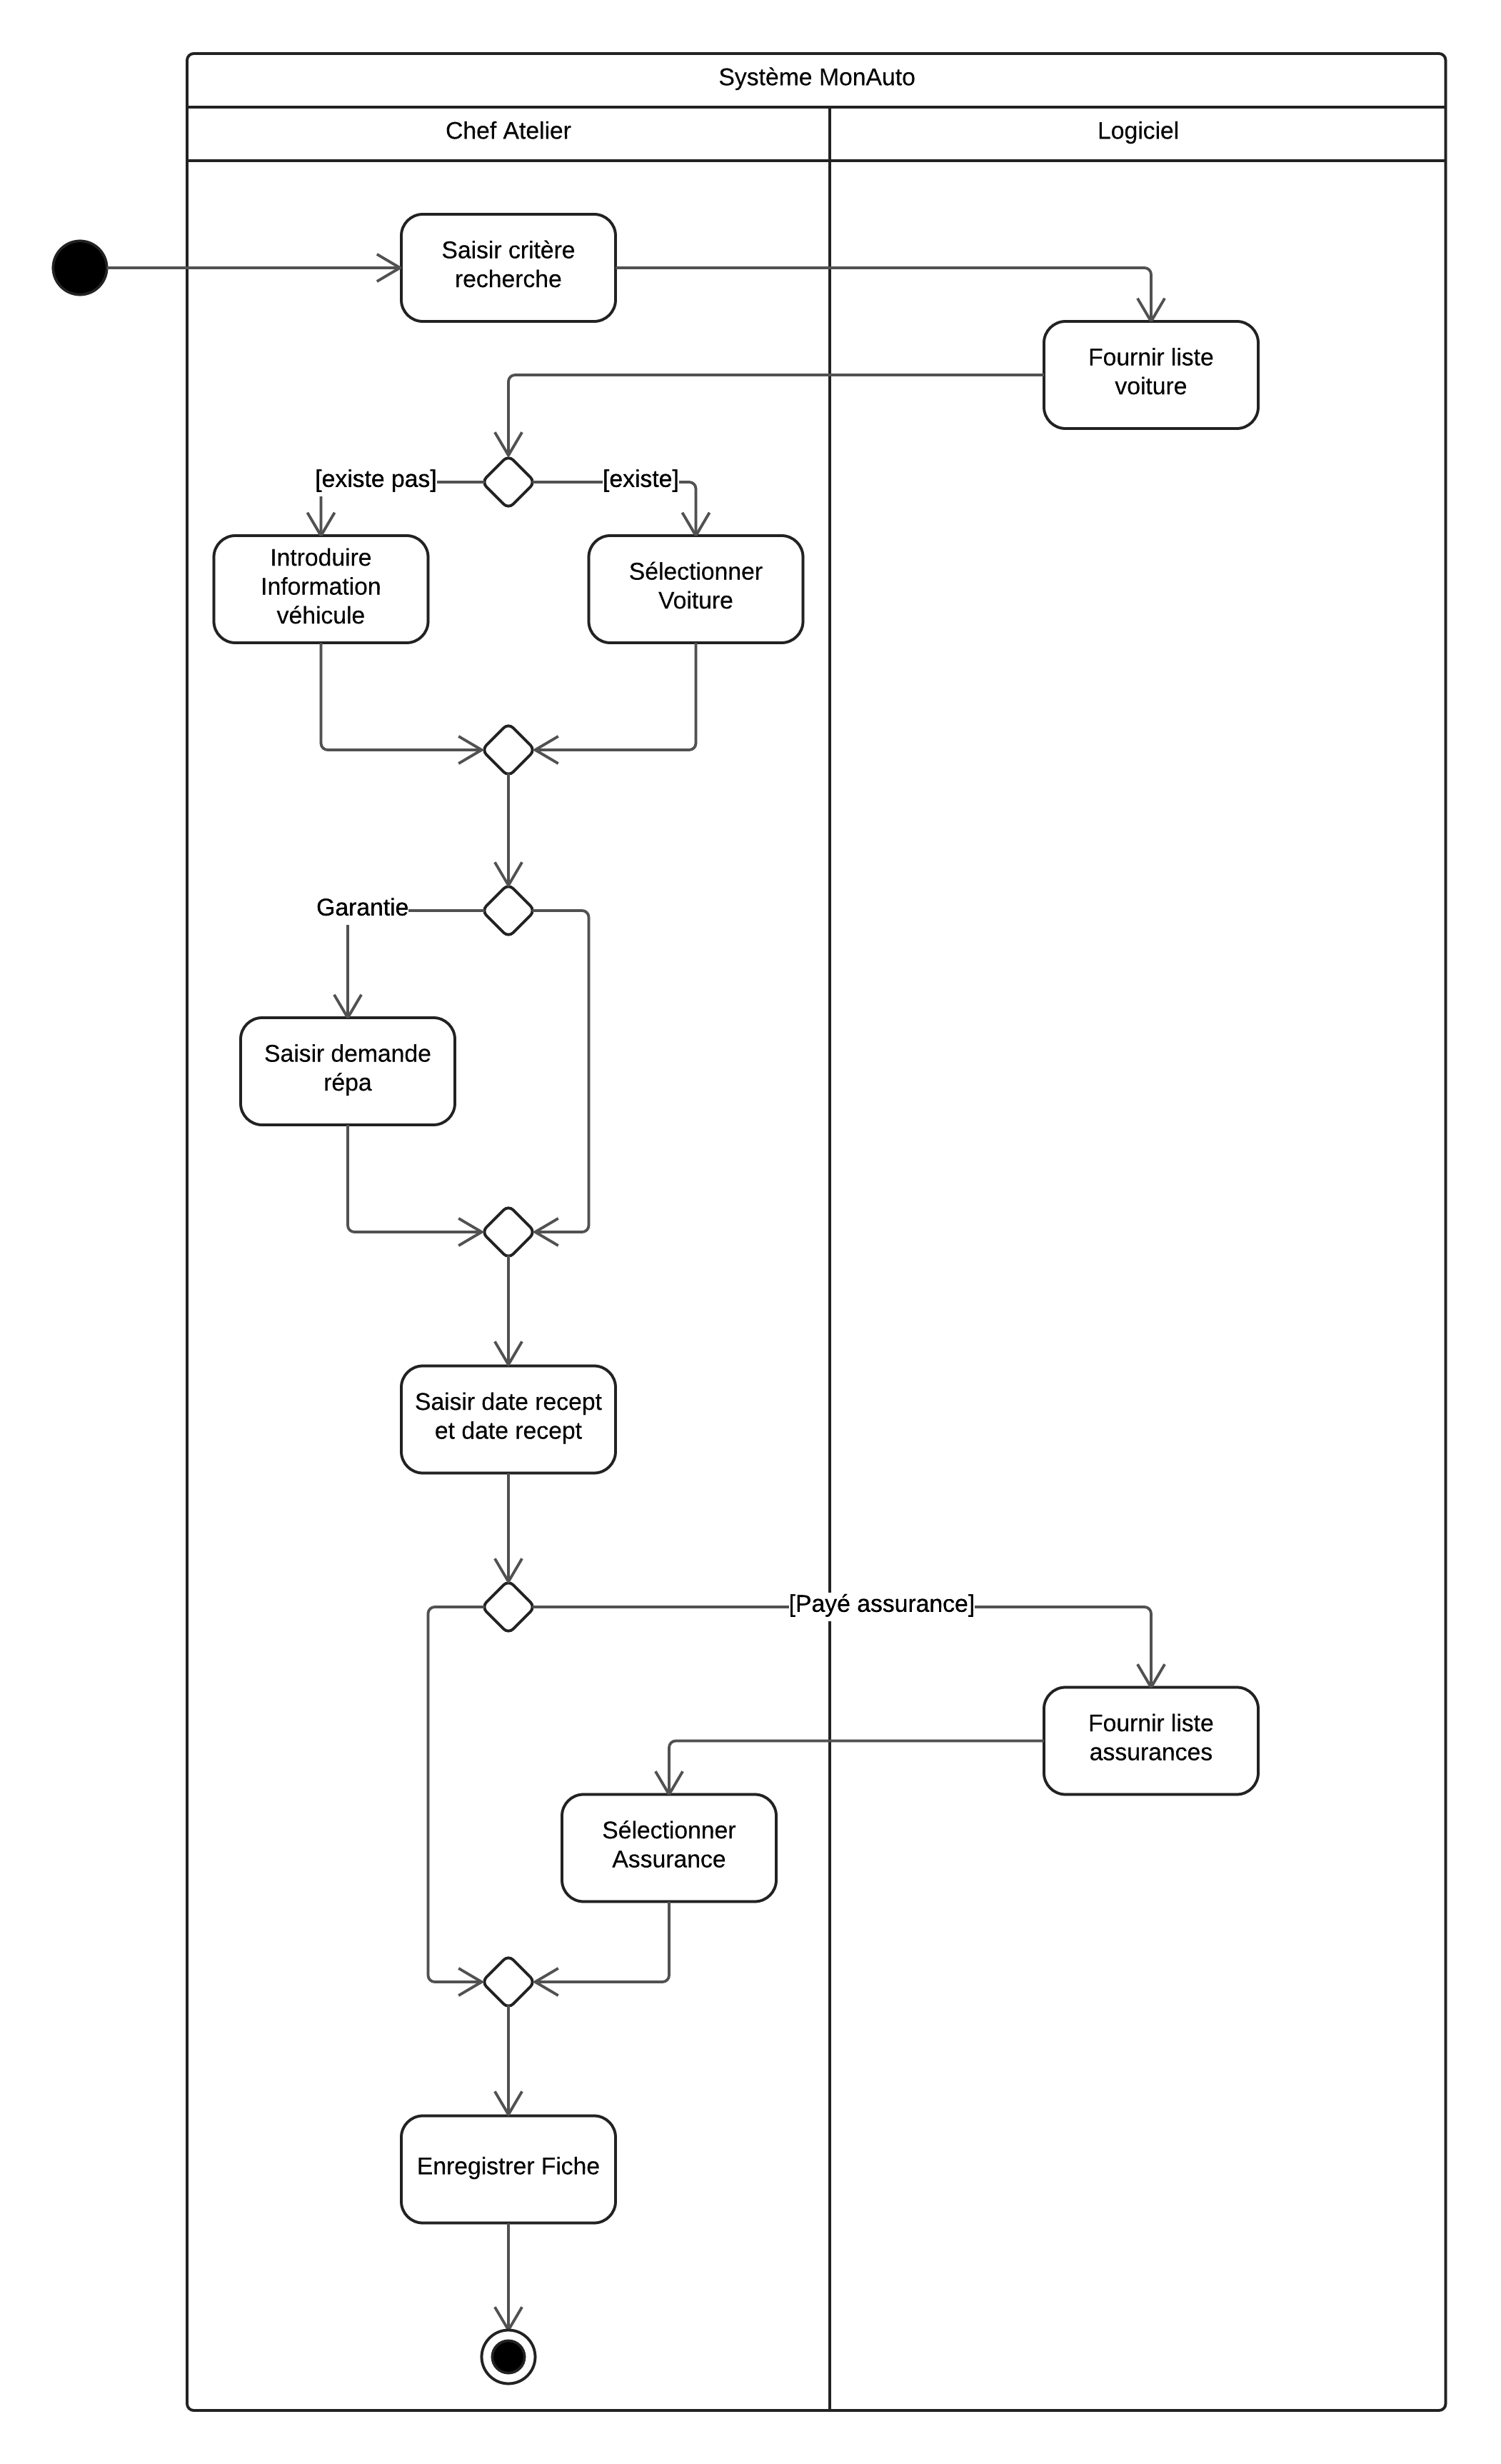 Système MonAuto
Chef Atelier
Logiciel
Saisir critère
recherche
Fournir liste
voiture
[existe pas]
[existe]
Introduire
Information
véhicule
Sélectionner
Voiture
Garantie
Saisir demande
répa
Saisir date recept
et date recept
[Payé assurance]
Fournir liste
assurances
Sélectionner
Assurance
Enregistrer Fiche